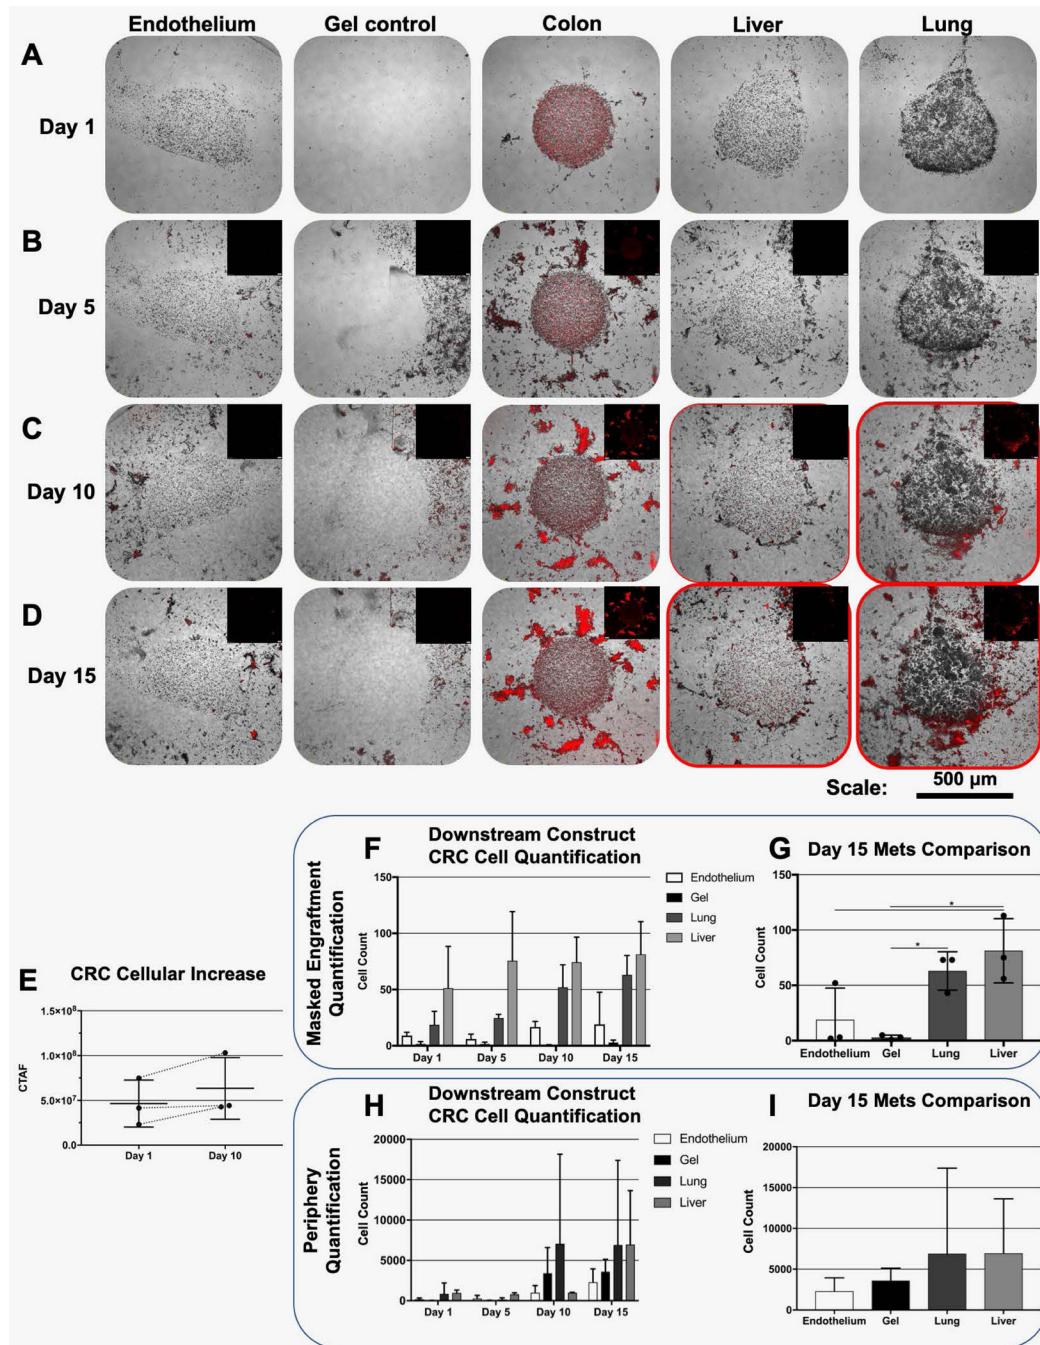 Endothelium Gel control Colon Liver Lung
A
Day 1
B
Day 5
C
Day 10
D
Day 15
Scale: 500 µm
Masked Engraftment
Quantification
F
Downstream Construct
CRC Cell Quantification
Cell Count
150
100
50
0
Day 1 Day 5 Day 10 Day 15
Endothelium
Gel
Lung
Liver
G
Day 15 Mets Comparison
Cell Count
150
100
50
0
*
*
Endothelium Gel Lung Liver
E
CRC Cellular Increase
CTAF
1.5×10⁸
1.0×10⁸
5.0×10⁷
0.0
Day 1 Day 10
Periphery
Quantification
H
Downstream Construct
CRC Cell Quantification
Cell Count
20000
15000
10000
5000
0
Day 1 Day 5 Day 10 Day 15
Endothelium
Gel
Lung
Liver
I
Day 15 Mets Comparison
Cell Count
20000
15000
10000
5000
0
Endothelium Gel Lung Liver